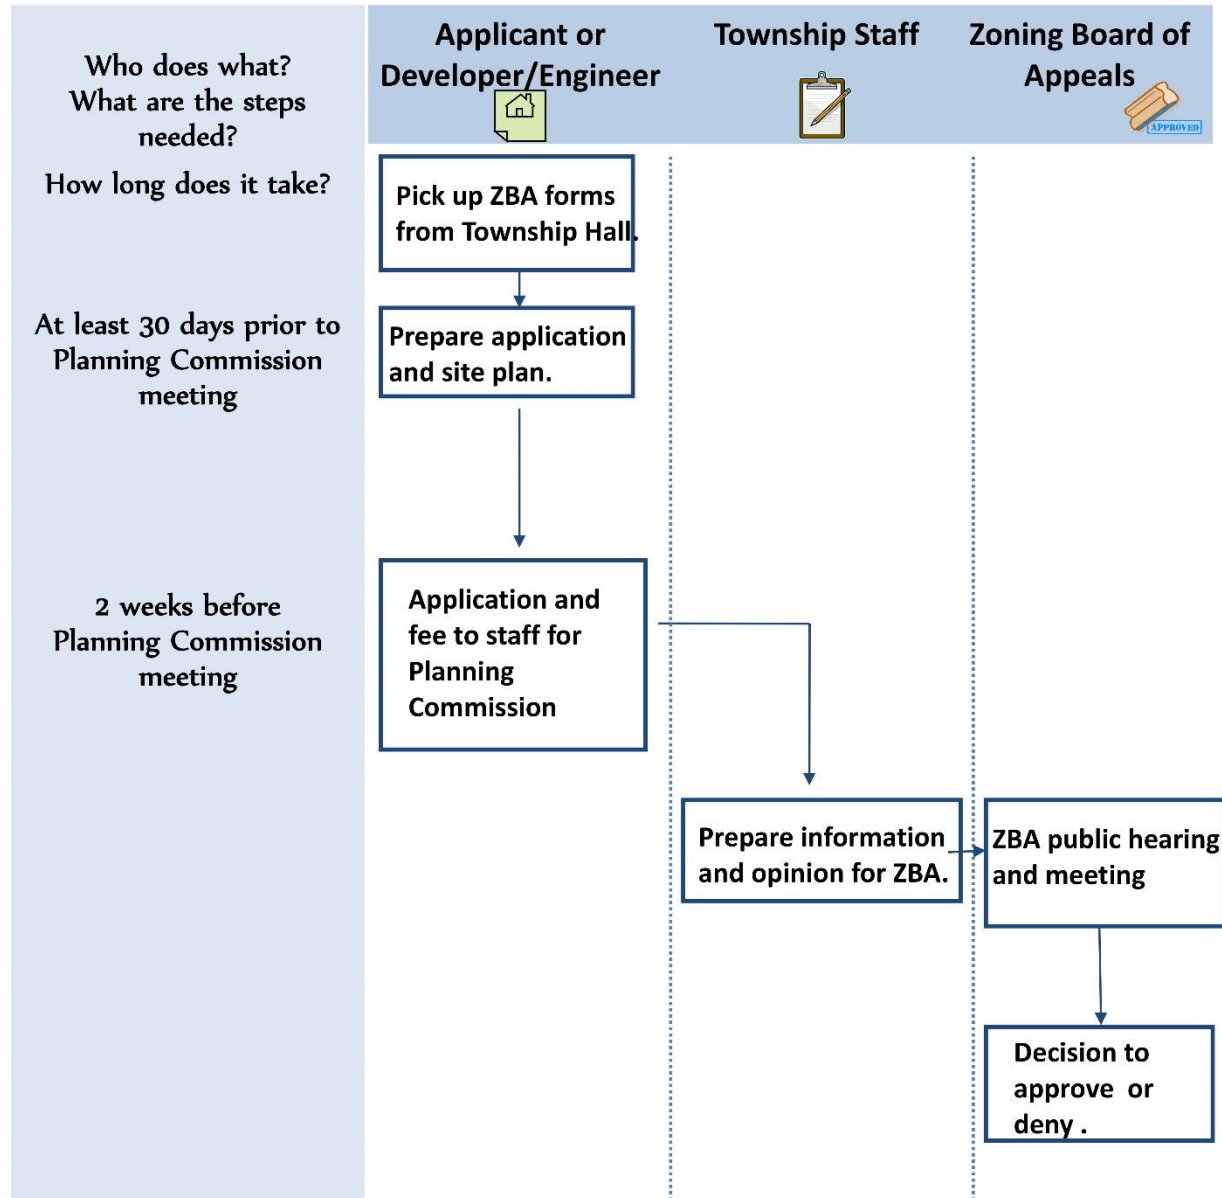 Who does what?
What are the steps
needed?
How long does it take?
Applicant or
Developer/Engineer
Township Staff
Zoning Board of
Appeals
APPROVED
Pick up ZBA forms
from Township Hall.
At least 30 days prior to
Planning Commission
meeting
Prepare application
and site plan.
2 weeks before
Planning Commission
meeting
Application and
fee to staff for
Planning
Commission
Prepare information
and opinion for ZBA.
ZBA public hearing
and meeting
Decision to
approve or
deny .